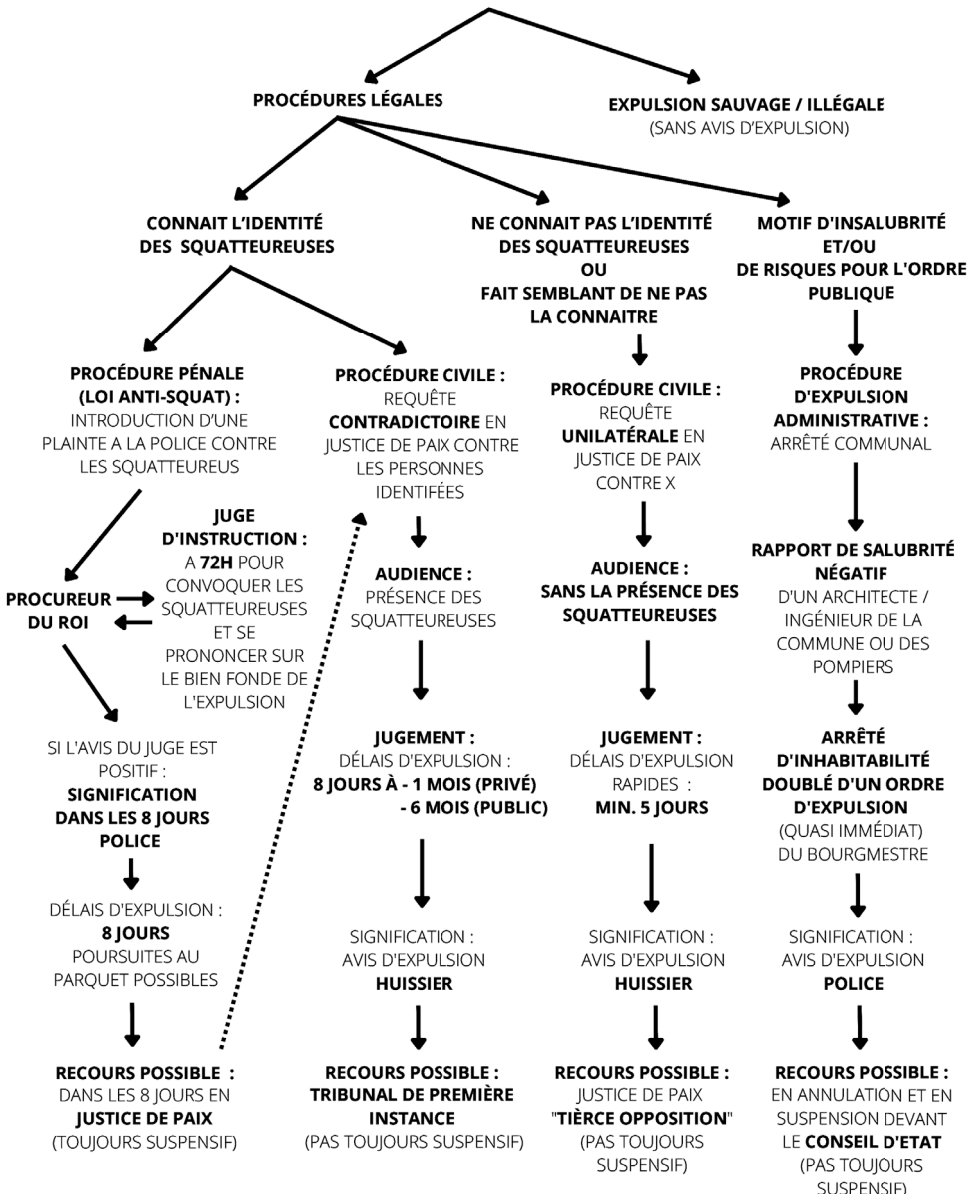 PROCÉDURES LÉGALES
EXPULSION SAUVAGE / ILLÉGALE
(SANS AVIS D'EXPULSION)
CONNAIT L'IDENTITÉ
DES SQUATTEUREUSES
NE CONNAIT PAS L'IDENTITÉ
DES SQUATTEUREUSES
OU
FAIT SEMBLANT DE NE PAS
LA CONNAITRE
MOTIF D'INSALUBRITÉ
ET/OU
DE RISQUES POUR L'ORDRE
PUBLIQUE
PROCÉDURE PÉNALE
(LOI ANTI-SQUAT) :
INTRODUCTION D'UNE
PLAINTE A LA POLICE CONTRE
LES SQUATTEUREUS
PROCÉDURE CIVILE :
REQUÊTE
CONTRADICTOIRE EN
JUSTICE DE PAIX CONTRE
LES PERSONNES
IDENTIFÉES
PROCÉDURE CIVILE :
REQUÊTE
UNILATÉRALE EN
JUSTICE DE PAIX
CONTRE X
PROCÉDURE
D'EXPULSION
ADMINISTRATIVE :
ARRÊTÉ COMMUNAL
PROCUREUR
DU ROI
JUGE
D'INSTRUCTION :
A 72H POUR
CONVOQUER LES
SQUATTEUREUSES
ET SE
PRONONCER SUR
LE BIEN FONDE DE
L'EXPULSION
AUDIENCE :
PRÉSENCE DES
SQUATTEUREUSES
AUDIENCE :
SANS LA PRÉSENCE DES
SQUATTEUREUSES
RAPPORT DE SALUBRITÉ
NÉGATIF
D'UN ARCHITECTE /
INGÉNIEUR DE LA
COMMUNE OU DES
POMPIERS
SI L'AVIS DU JUGE EST
POSITIF :
SIGNIFICATION
DANS LES 8 JOURS
POLICE
JUGEMENT :
DÉLAIS D'EXPULSION :
8 JOURS À - 1 MOIS (PRIVÉ)
- 6 MOIS (PUBLIC)
JUGEMENT :
DÉLAIS D'EXPULSION
RAPIDES :
MIN. 5 JOURS
ARRÊTÉ
D'INHABITABILITÉ
DOUBLÉ D'UN ORDRE
D'EXPULSION
(QUASI IMMÉDIAT)
DU BOURGMESTRE
DÉLAIS D'EXPULSION :
8 JOURS
POURSUITES AU
PARQUET POSSIBLES
SIGNIFICATION :
AVIS D'EXPULSION
HUISSIER
SIGNIFICATION :
AVIS D'EXPULSION
HUISSIER
SIGNIFICATION :
AVIS D'EXPULSION
POLICE
RECOURS POSSIBLE :
DANS LES 8 JOURS EN
JUSTICE DE PAIX
(TOUJOURS SUSPENSIF)
RECOURS POSSIBLE :
TRIBUNAL DE PREMIÈRE
INSTANCE
(PAS TOUJOURS SUSPENSIF)
RECOURS POSSIBLE :
JUSTICE DE PAIX
"TIÈRCE OPPOSITION"
(PAS TOUJOURS
SUSPENSIF)
RECOURS POSSIBLE :
EN ANNULATION ET EN
SUSPENSION DEVANT
LE CONSEIL D'ETAT
(PAS TOUJOURS
SUSPENSIF)